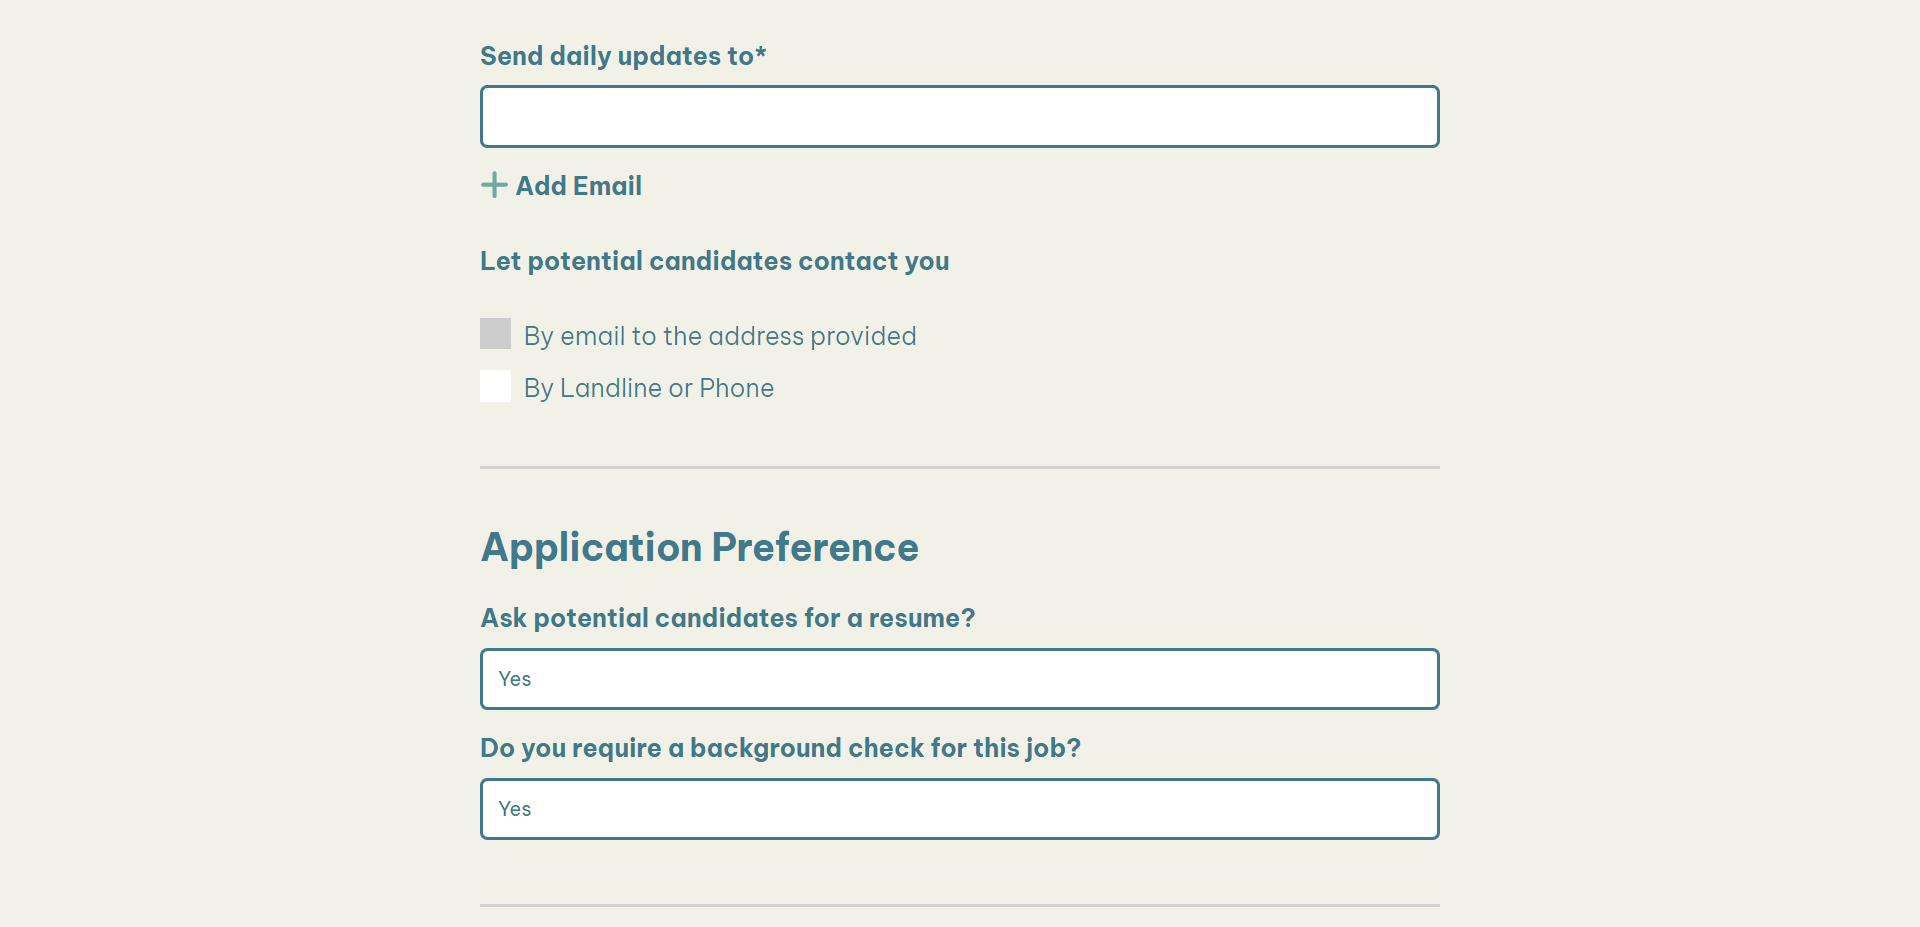 Send daily updates to*
Add Email
Let potential candidates contact you
By email to the address provided
By Landline or Phone
Application Preference
Ask potential candidates for a resume?
Yes
Do you require a background check for this job?
Yes